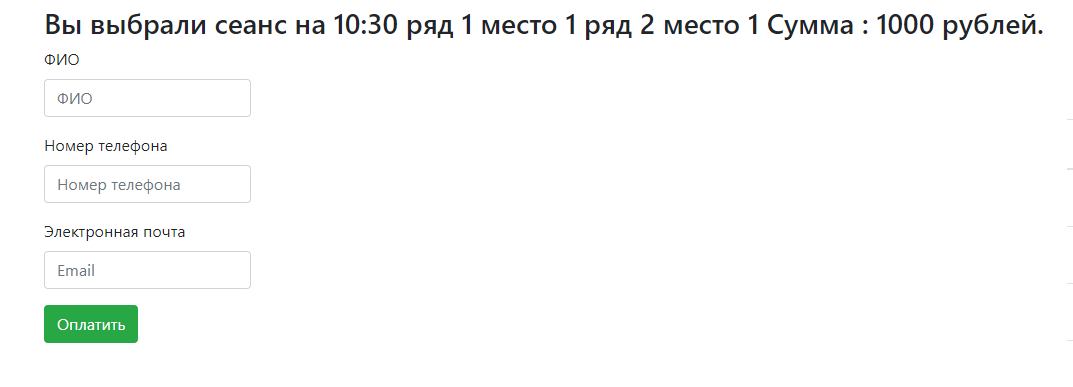 Вы выбрали сеанс на 10:30 ряд 1 место 1 ряд 2 место 1 Сумма : 1000 рублей.
ФИО
ФИО
Номер телефона
Номер телефона
Электронная почта
Email
Оплатить